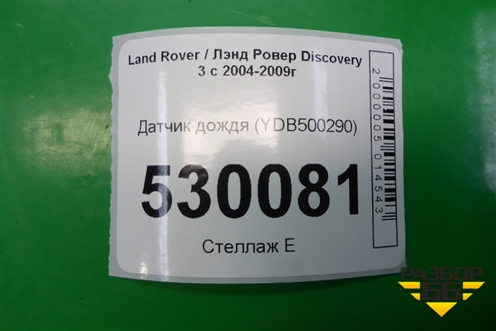 Land Rover / Лэнд Ровер Discovery
3 с 2004-2009г
Датчик дождя (YDB500290)
530081
Стеллаж Е
2000005014543
РАЗБОР
66